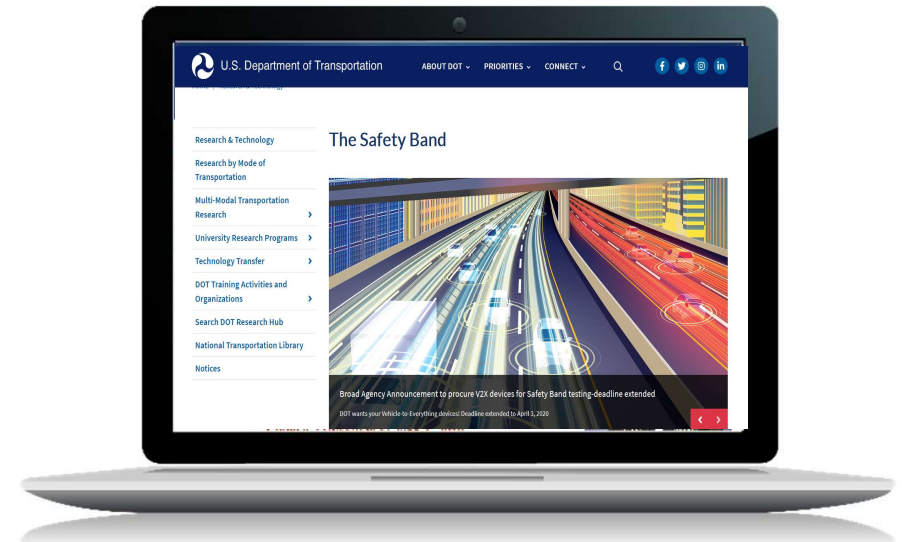 U.S. Department of Transportation
ABOUT DOT
PRIORITIES
CONNECT
The Safety Band
Research & Technology
Research by Mode of
Transportation
Multi-Modal Transportation
Research
University Research Programs
Technology Transfer
DOT Training Activities and
Organizations
Search DOT Research Hub
National Transportation Library
Notices
Broad Agency Announcement to procure V2X devices for Safety Band testing-deadline extended
DOT wants your Vehicle-to-Everything devices! Deadline extended to April 3, 2020